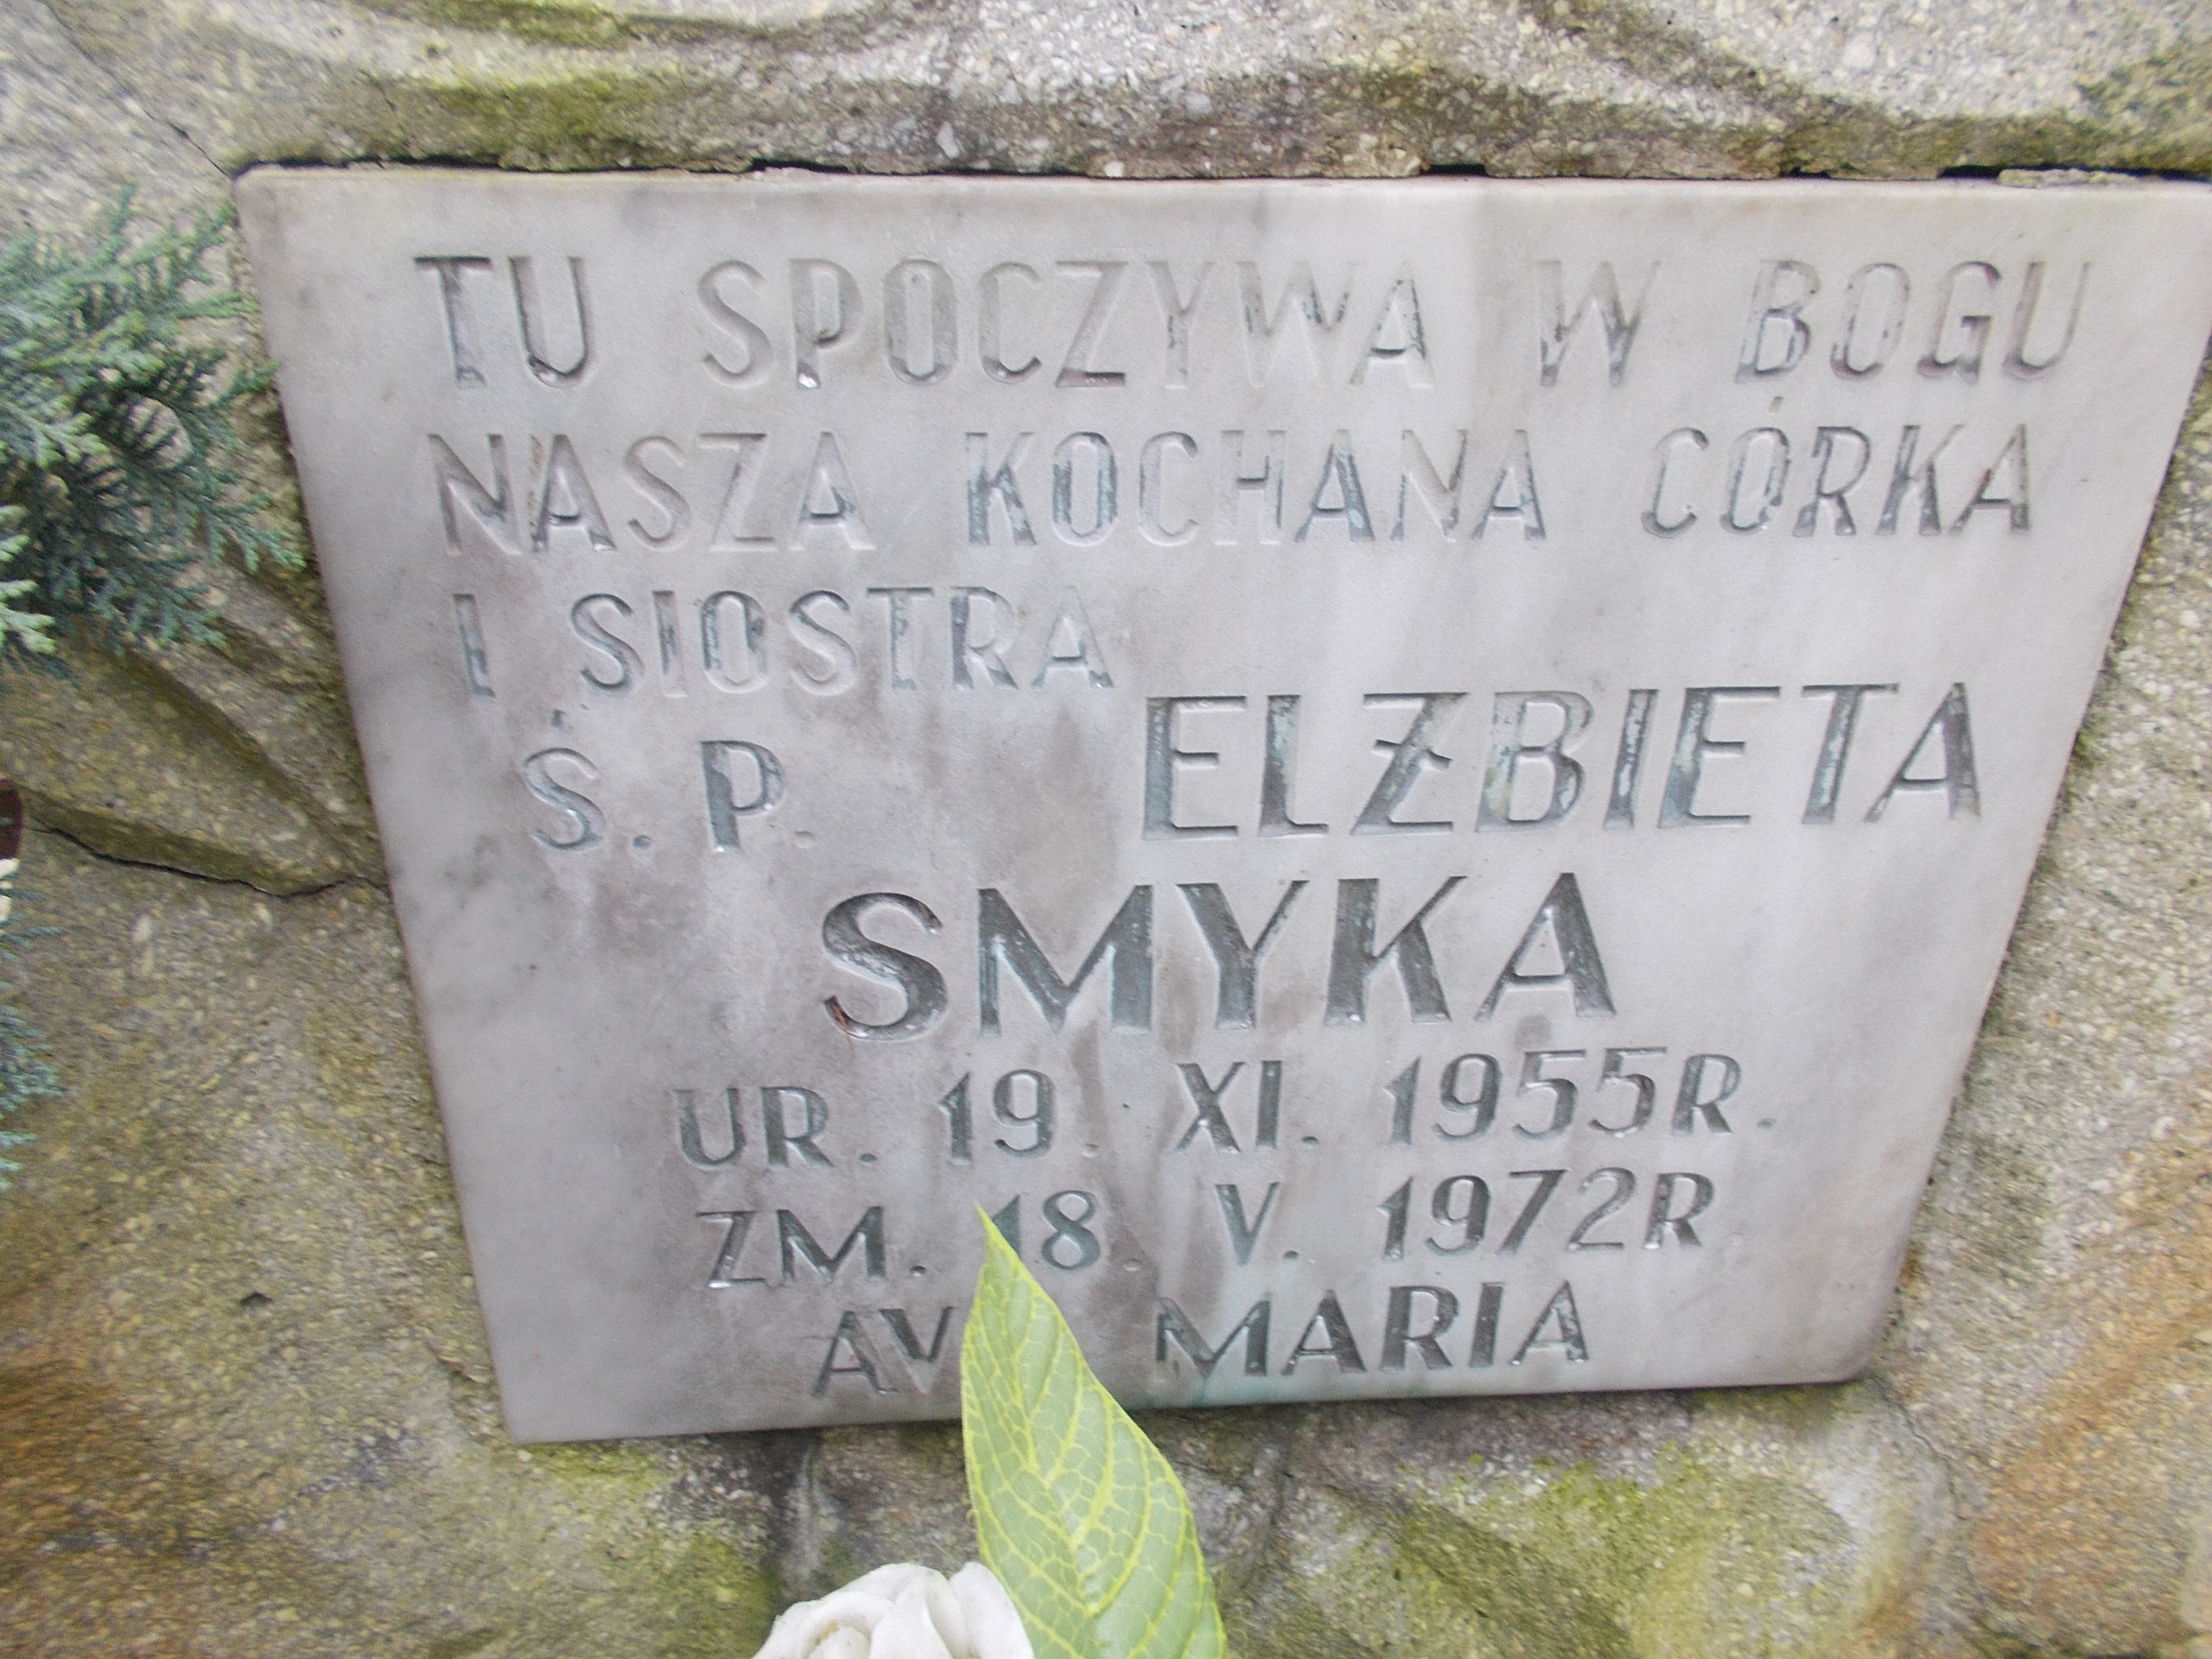 TU SPOCZYWA W BOGU
NASZA KOCHANA CÓRKA
I SIOSTRA
Ś. P. ELŻBIETA
SMYKA
UR. 19. XI. 1955R.
ZM. 18. V. 1972R
MARIA